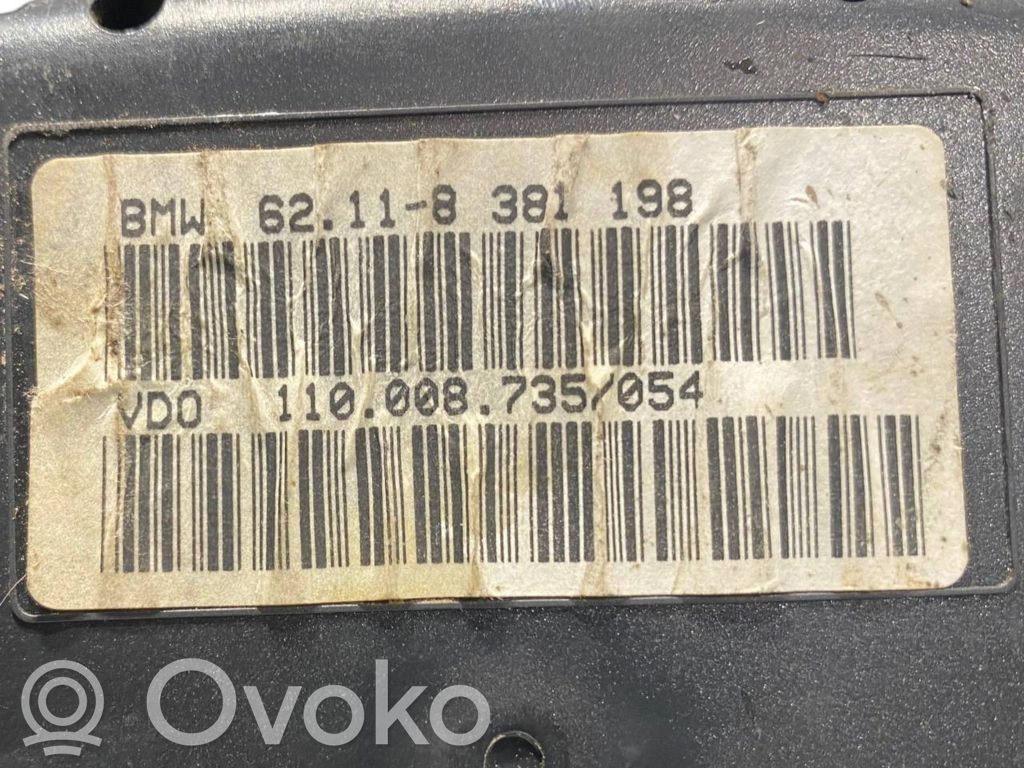 BMW 62.11-8 381 198
VDO 110.008.735/054
R Ovoko